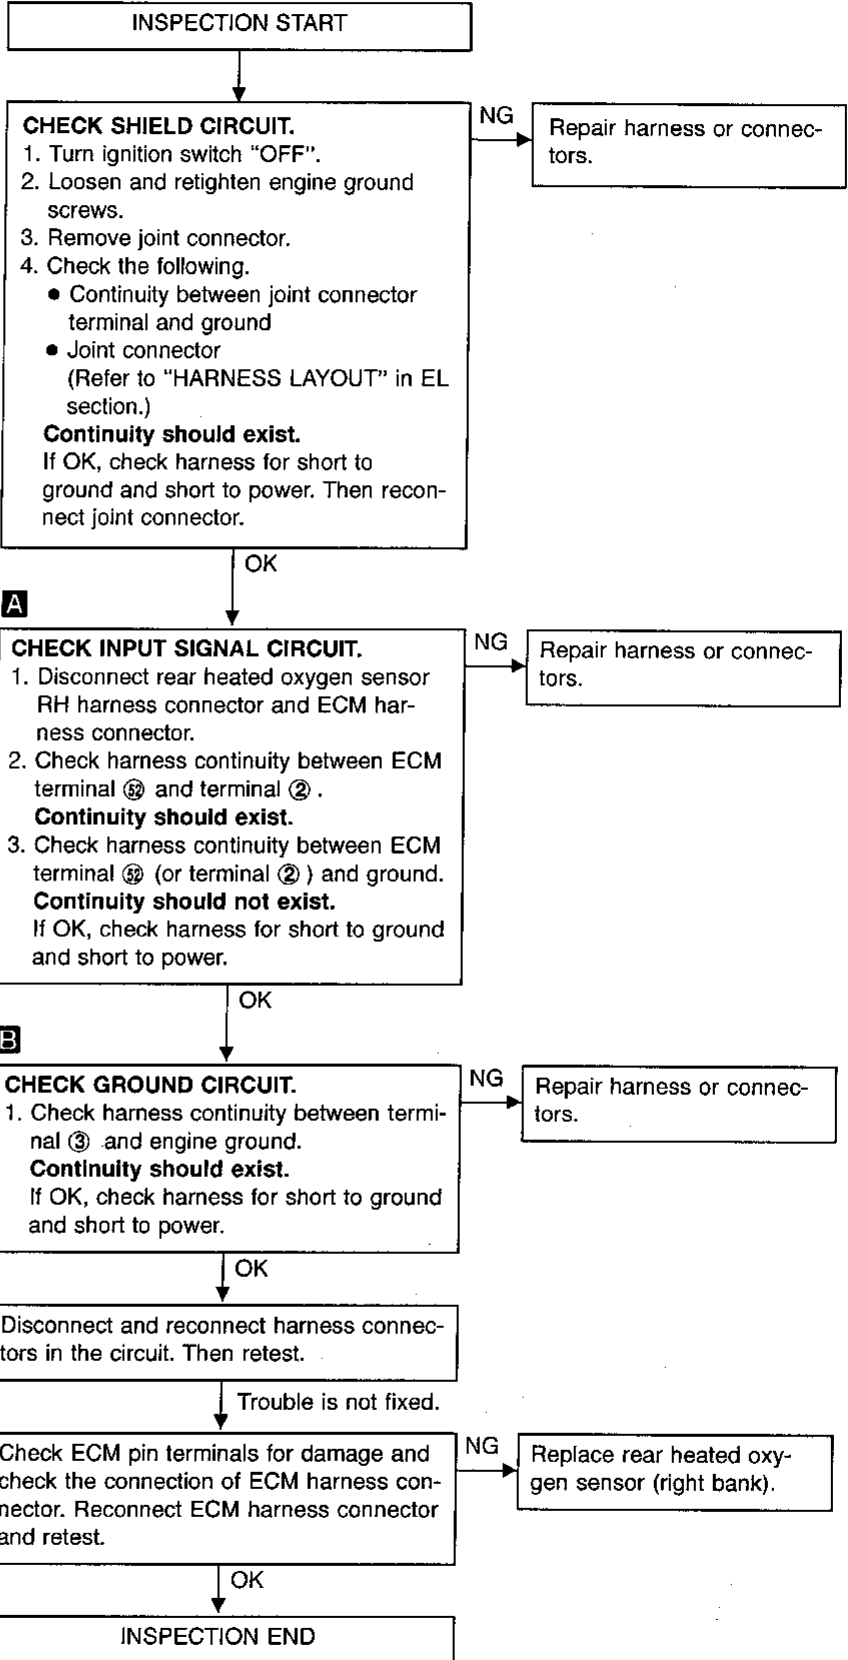 INSPECTION START
CHECK SHIELD CIRCUIT.
1. Turn ignition switch “OFF”.
2. Loosen and retighten engine ground
screws.
3. Remove joint connector.
4. Check the following.
● Continuity between joint connector
terminal and ground
● Joint connector
(Refer to “HARNESS LAYOUT” in EL
section.)
Continuity should exist.
If OK, check harness for short to
ground and short to power. Then recon-
nect joint connector.
NG
Repair harness or connec-
tors.
OK
A
CHECK INPUT SIGNAL CIRCUIT.
1. Disconnect rear heated oxygen sensor
RH harness connector and ECM har-
ness connector.
2. Check harness continuity between ECM
terminal 52 and terminal ② .
Continuity should exist.
3. Check harness continuity between ECM
terminal 52 (or terminal ② ) and ground.
Continuity should not exist.
If OK, check harness for short to ground
and short to power.
NG
Repair harness or connec-
tors.
OK
B
CHECK GROUND CIRCUIT.
1. Check harness continuity between termi-
nal ③ and engine ground.
Continuity should exist.
If OK, check harness for short to ground
and short to power.
NG
Repair harness or connec-
tors.
OK
Disconnect and reconnect harness connec-
tors in the circuit. Then retest.
Trouble is not fixed.
Check ECM pin terminals for damage and
check the connection of ECM harness con-
nector. Reconnect ECM harness connector
and retest.
NG
Replace rear heated oxy-
gen sensor (right bank).
OK
INSPECTION END